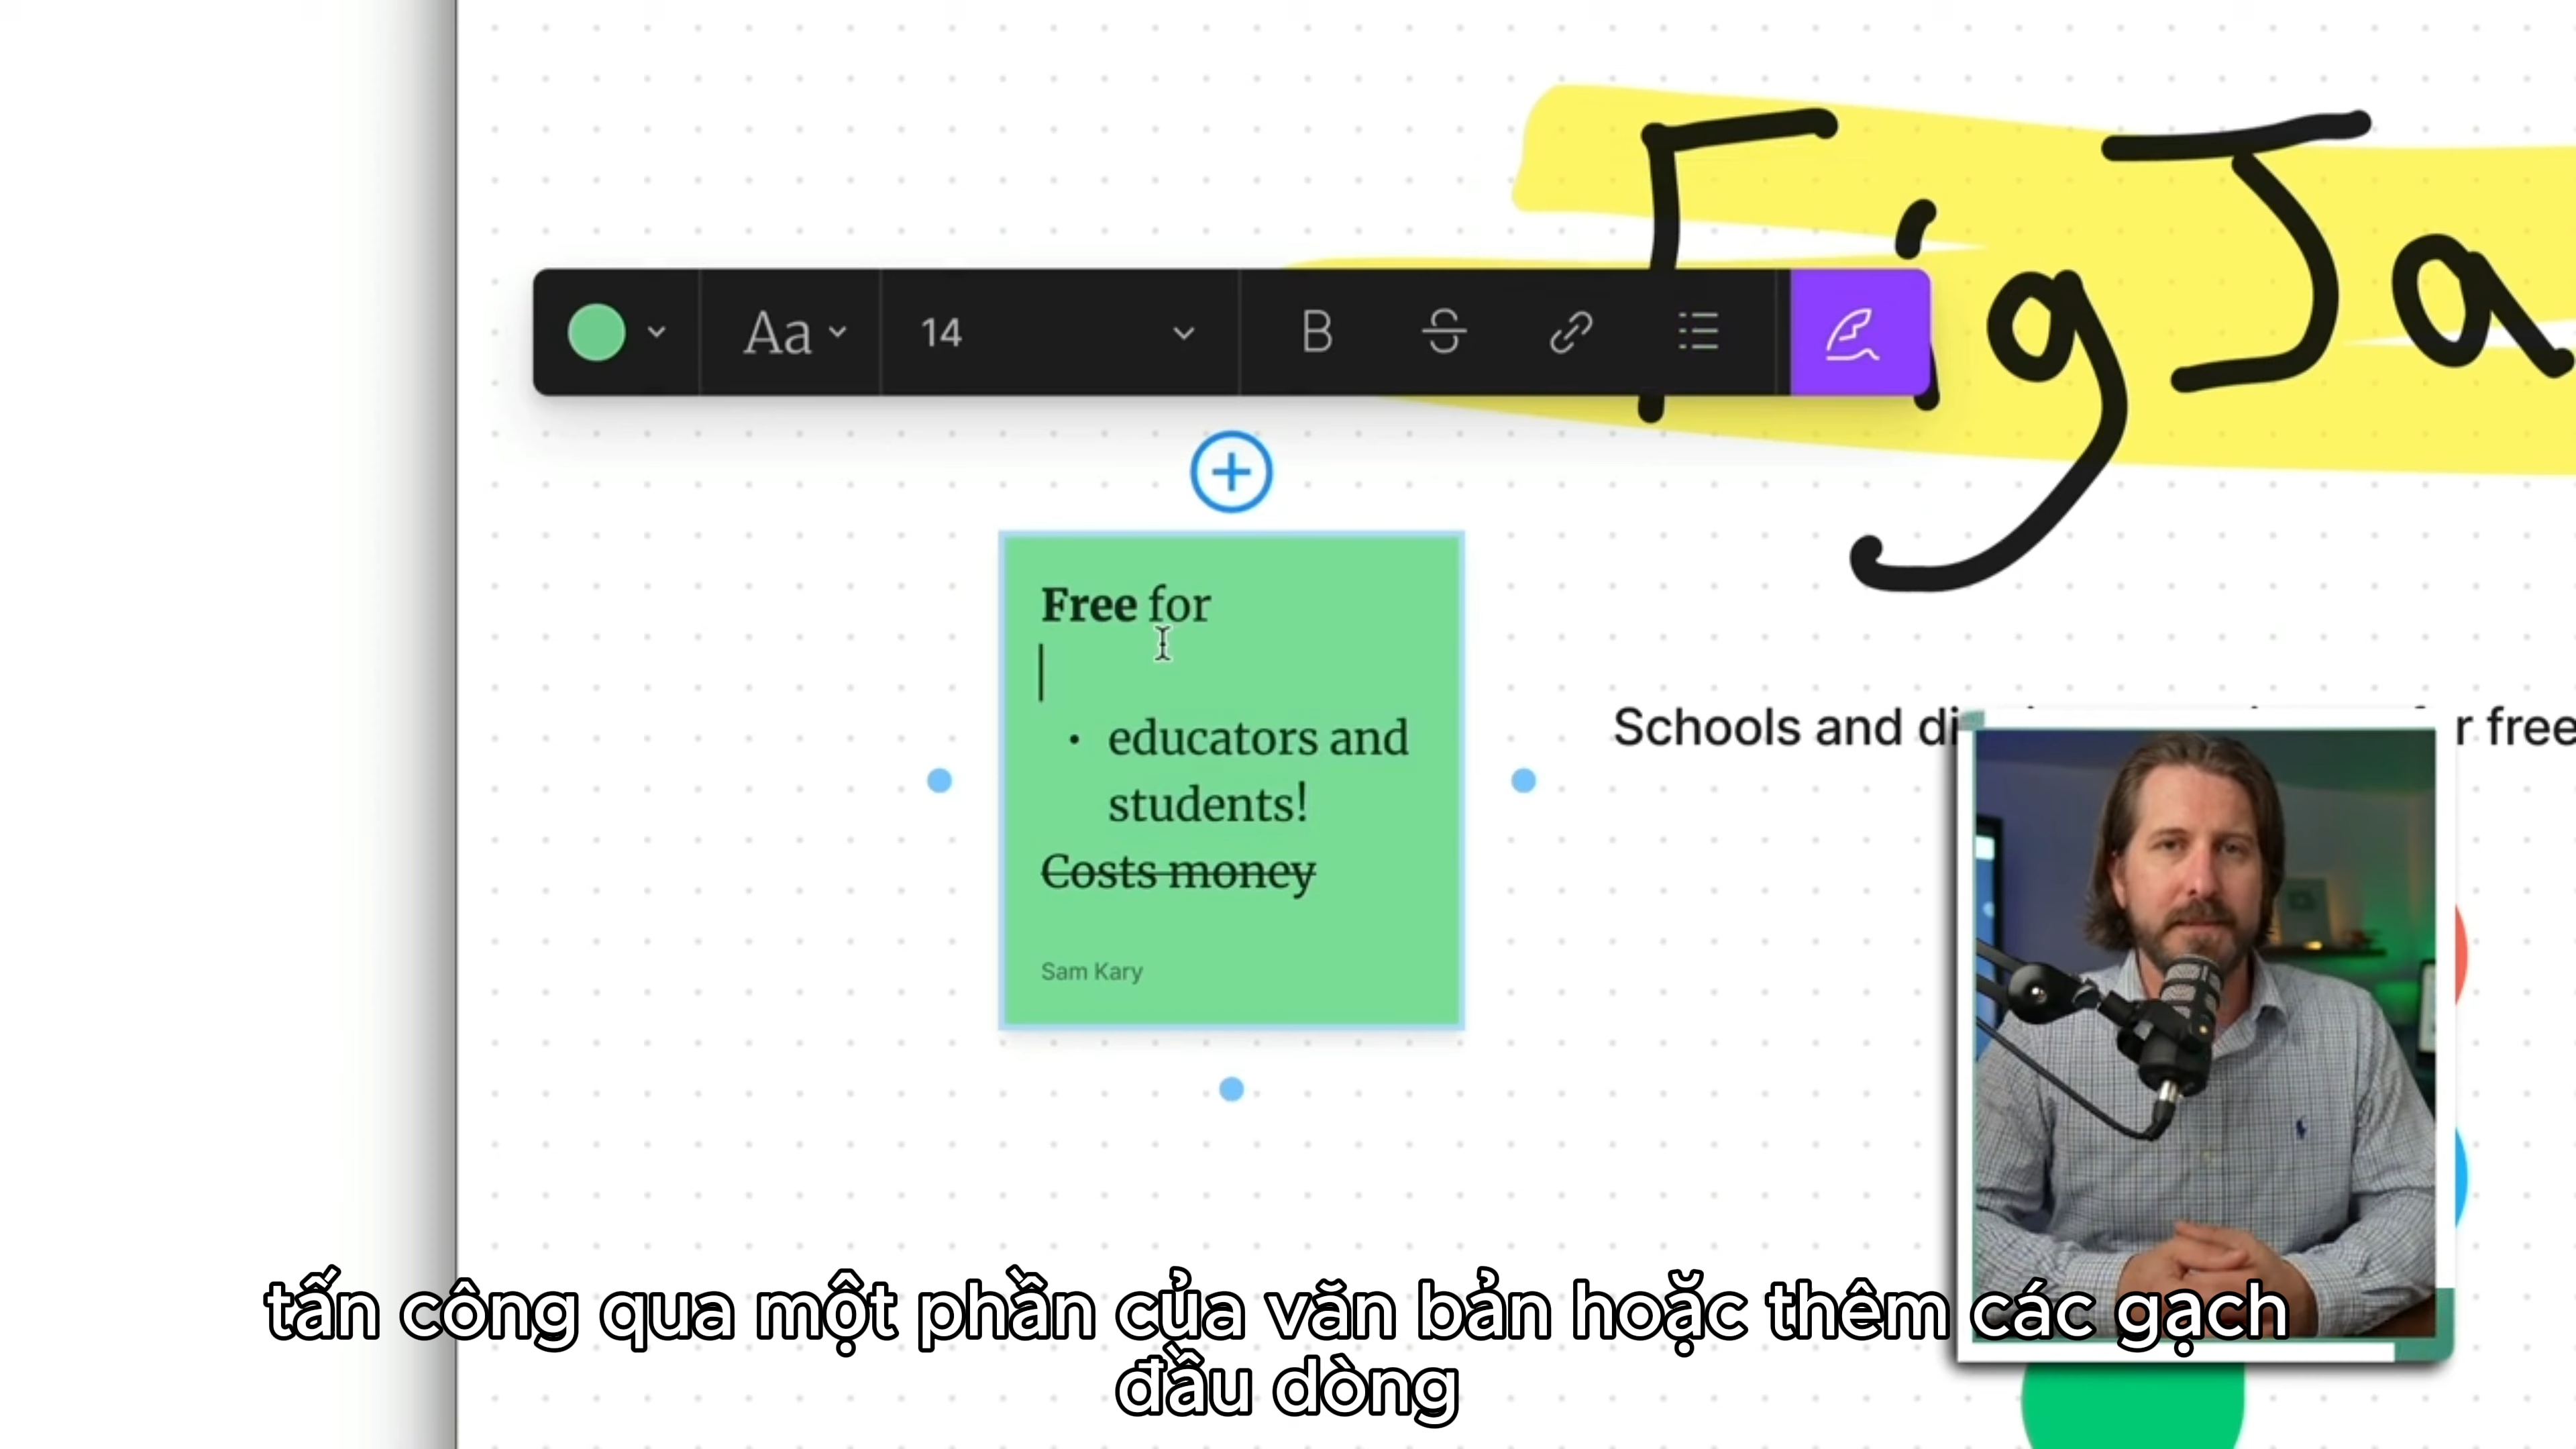 FigJa
Aa 14 B S
Free for
• educators and
students!
Costs money
Sam Kary
Schools and
r free
tấn công qua một phần của văn bản hoặc thêm các gạch
đầu dòng